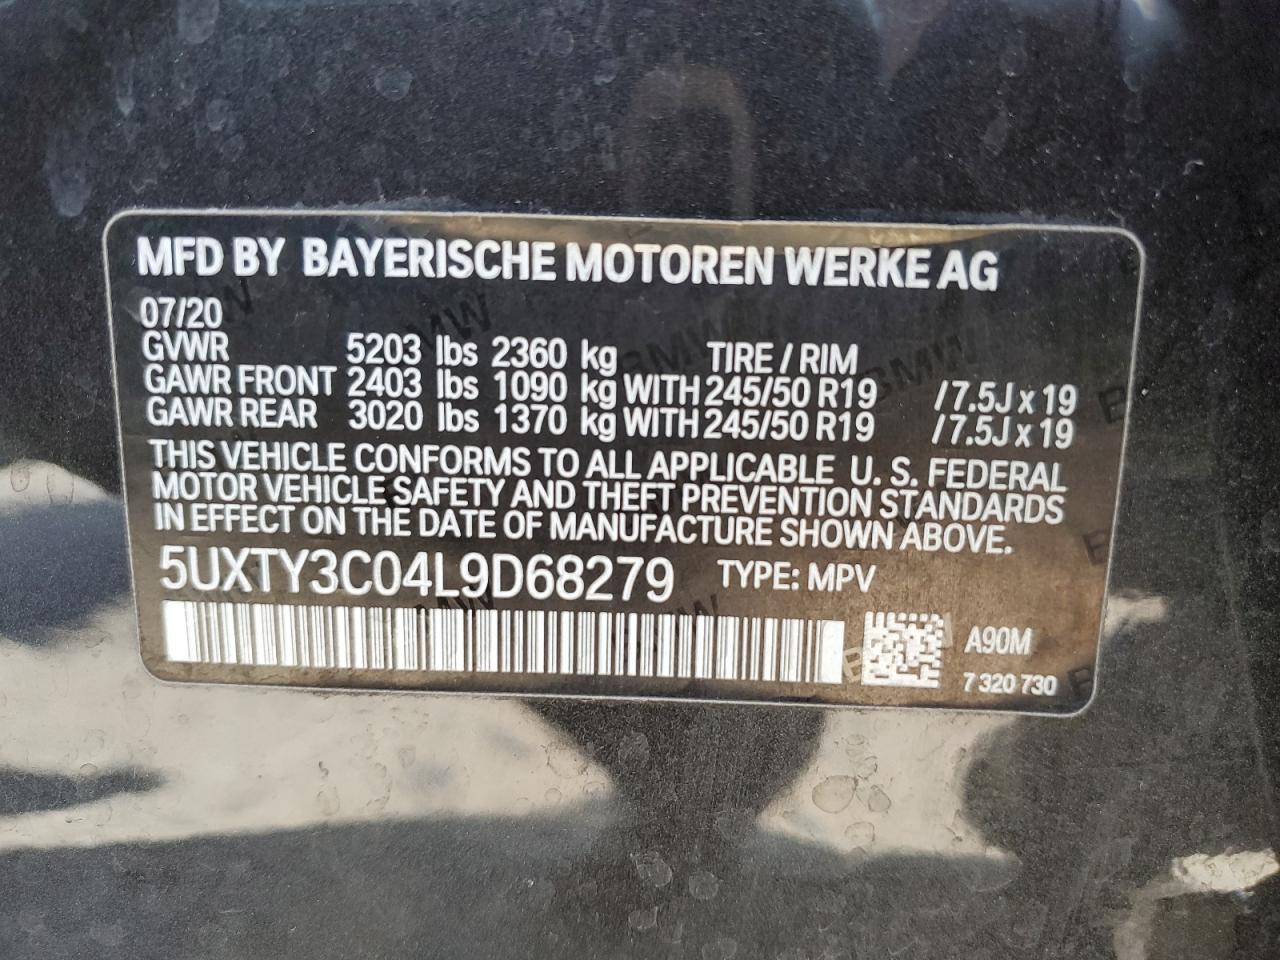 MFD BY BAYERISCHE MOTOREN WERKE AG
07/20
GVWR 5203 lbs 2360 kg TIRE / RIM
GAWR FRONT 2403 lbs 1090 kg WITH 245/50 R19 /7.5J x 19
GAWR REAR 3020 lbs 1370 kg WITH 245/50 R19 /7.5J x 19
THIS VEHICLE CONFORMS TO ALL APPLICABLE U. S. FEDERAL
MOTOR VEHICLE SAFETY AND THEFT PREVENTION STANDARDS
IN EFFECT ON THE DATE OF MANUFACTURE SHOWN ABOVE.
5UXTY3C04L9D68279 TYPE: MPV
A90M
7 320 730